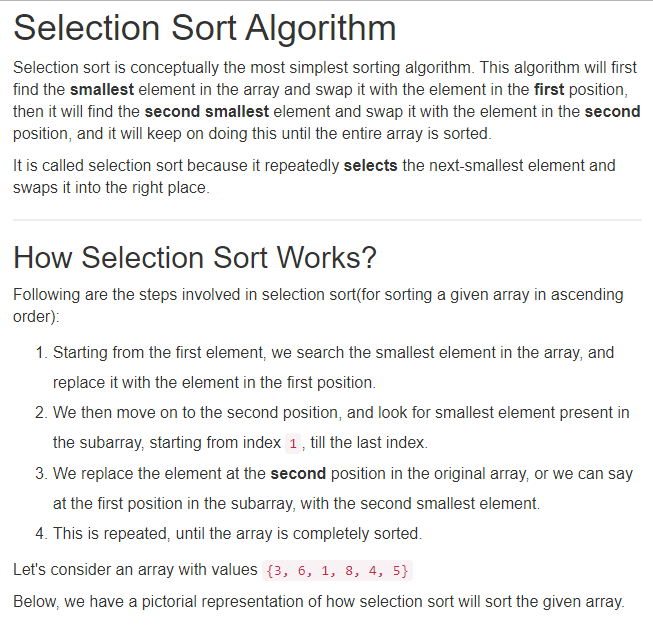 Selection Sort Algorithm
Selection sort is conceptually the most simplest sorting algorithm. This algorithm will first
find the smallest element in the array and swap it with the element in the first position,
then it will find the second smallest element and swap it with the element in the second
position, and it will keep on doing this until the entire array is sorted.
It is called selection sort because it repeatedly selects the next-smallest element and
swaps it into the right place.
How Selection Sort Works?
Following are the steps involved in selection sort(for sorting a given array in ascending
order):
1. Starting from the first element, we search the smallest element in the array, and
replace it with the element in the first position.
2. We then move on to the second position, and look for smallest element present in
the subarray, starting from index 1, till the last index.
3. We replace the element at the second position in the original array, or we can say
at the first position in the subarray, with the second smallest element.
4. This is repeated, until the array is completely sorted.
Let's consider an array with values {3, 6, 1, 8, 4, 5}
Below, we have a pictorial representation of how selection sort will sort the given array.